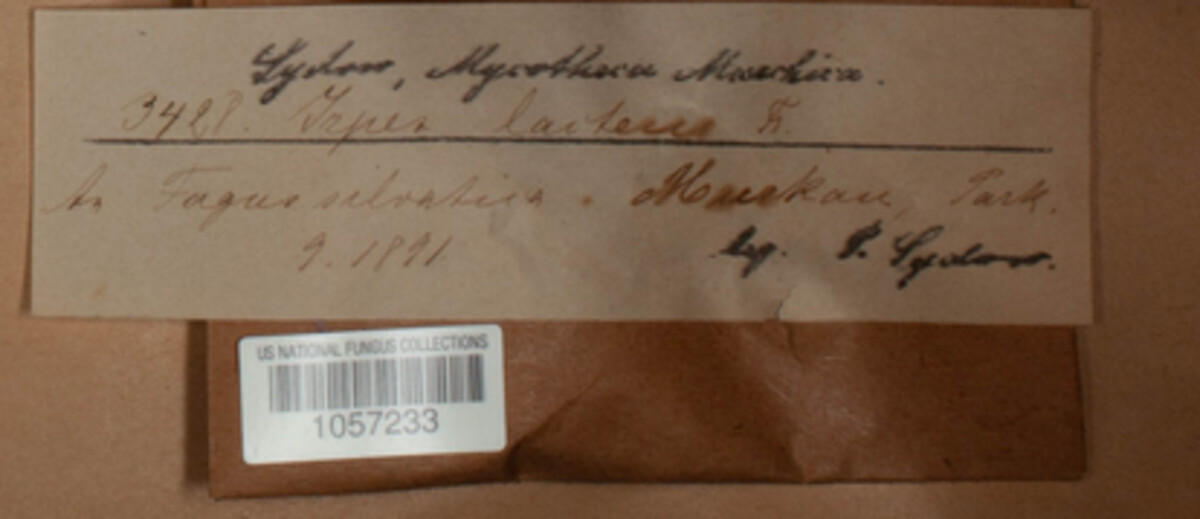 Sydow, Mycotheca Marchica.
3428. Irpex lacteus Fr.
An Fagus silvatica. Muskau, Park.
9. 1891
leg. P. Sydow.
US NATIONAL FUNGUS COLLECTIONS
1057233